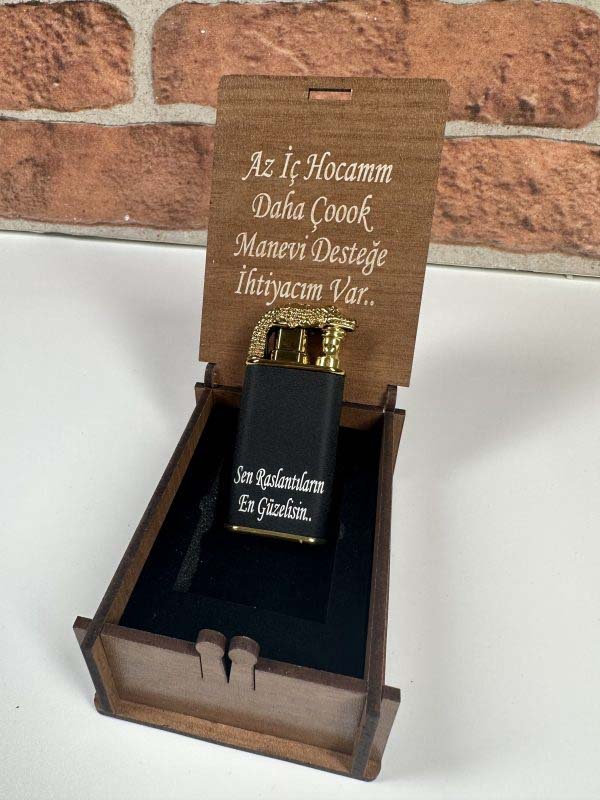 Az İç Hocamm
Daha Çoook
Manevi Desteğe
İhtiyacım Var..
Sen Raslantıların
En Güzelisin..